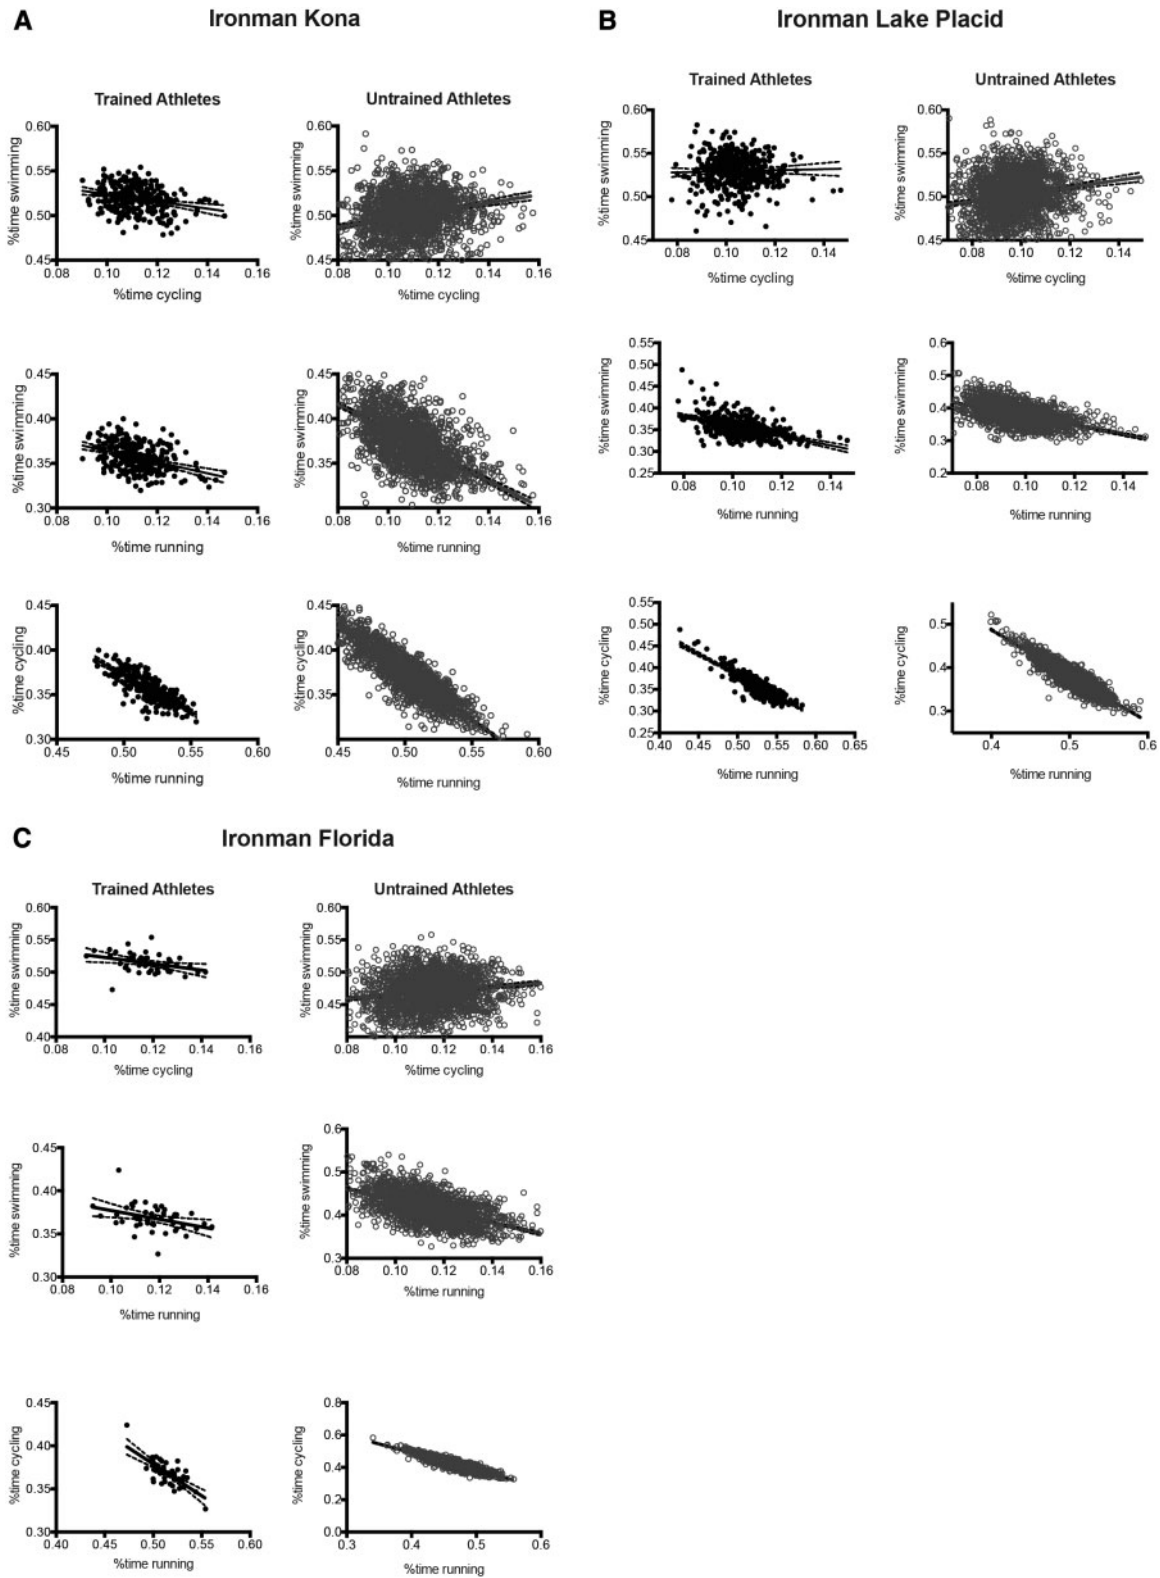 A Ironman Kona
Trained Athletes Untrained Athletes
0.60 0.60
0.55 0.55
0.50 0.50
0.45 0.45
%time swimming %time swimming
0.08 0.10 0.12 0.14 0.16 0.08 0.10 0.12 0.14 0.16
%time cycling %time cycling
0.45 0.45
0.40 0.40
0.35 0.35
0.30
%time swimming %time swimming
0.08 0.10 0.12 0.14 0.16 0.08 0.10 0.12 0.14 0.16
%time running %time running
0.45 0.45
0.40 0.40
0.35 0.35
0.30
%time cycling %time cycling
0.45 0.50 0.55 0.60 0.45 0.50 0.55 0.60
%time running %time running
B Ironman Lake Placid
Trained Athletes Untrained Athletes
0.60 0.60
0.55 0.55
0.50 0.50
0.45 0.45
%time swimming %time swimming
0.08 0.10 0.12 0.14 0.08 0.10 0.12 0.14
%time cycling %time cycling
0.55 0.6
0.50 0.5
0.45 0.4
0.40 0.3
0.35 0.2
0.30
0.25
%time swimming %time swimming
0.08 0.10 0.12 0.14 0.08 0.10 0.12 0.14
%time running %time running
0.55 0.5
0.50 0.4
0.45 0.3
0.40
0.35
0.30
0.25
%time cycling %time cycling
0.40 0.45 0.50 0.55 0.60 0.65 0.4 0.5 0.6
%time running %time running
C Ironman Florida
Trained Athletes Untrained Athletes
0.60 0.60
0.55 0.55
0.50 0.50
0.45 0.45
0.40
%time swimming %time swimming
0.08 0.10 0.12 0.14 0.16 0.08 0.10 0.12 0.14 0.16
%time cycling %time cycling
0.45 0.6
0.40 0.5
0.35 0.4
0.30 0.3
%time swimming %time swimming
0.08 0.10 0.12 0.14 0.16 0.08 0.10 0.12 0.14 0.16
%time running %time running
0.45 0.8
0.40 0.6
0.35 0.4
0.30 0.2
0.0
%time cycling %time cycling
0.40 0.45 0.50 0.55 0.60 0.3 0.4 0.5 0.6
%time running %time running